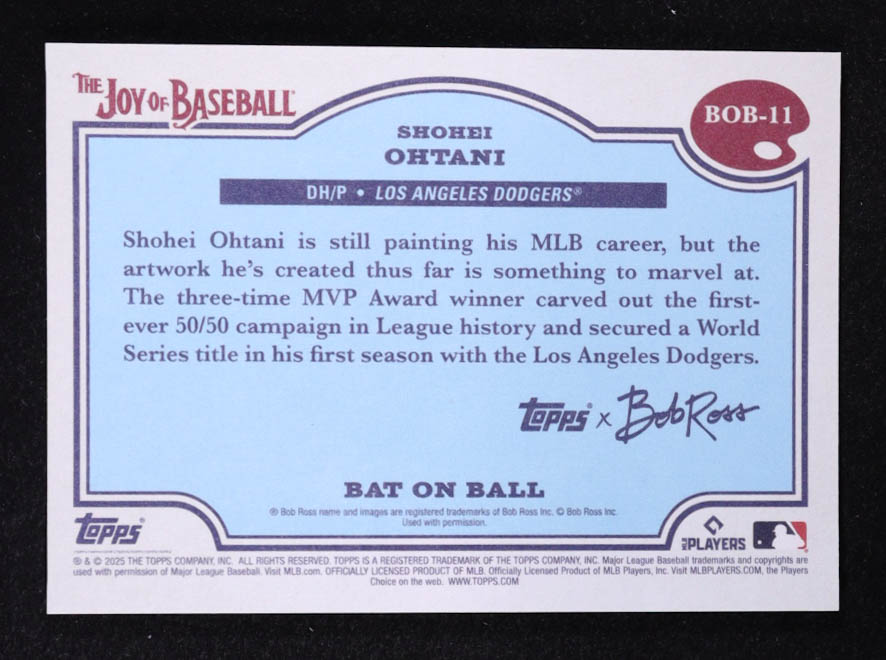 THE JOY OF BASEBALL
BOB-11
SHOHEI
OHTANI
DH/P • LOS ANGELES DODGERS®
Shohei Ohtani is still painting his MLB career, but the
artwork he's created thus far is something to marvel at.
The three-time MVP Award winner carved out the first-
ever 50/50 campaign in League history and secured a World
Series title in his first season with the Los Angeles Dodgers.
topps® x Bob Ross
BAT ON BALL
® Bob Ross name and images are registered trademarks of Bob Ross Inc. © Bob Ross Inc.
Used with permission.
topps®
MLB PLAYERS
® & © 2025 THE TOPPS COMPANY, INC. ALL RIGHTS RESERVED. TOPPS IS A REGISTERED TRADEMARK OF THE TOPPS COMPANY, INC. Major League Baseball trademarks and copyrights are
used with permission of Major League Baseball. Visit MLB.com. OFFICIALLY LICENSED PRODUCT OF MLB. Officially Licensed Product of MLB Players, Inc. Visit MLBPLAYERS.COM, the Players
Choice on the web. WWW.TOPPS.COM